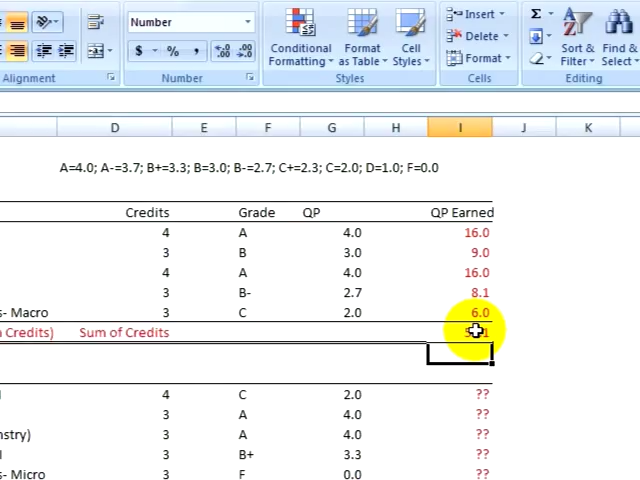 Number
Insert
Delete
Format
$ % ,
Σ
Conditional Formatting
Format as Table
Cell Styles
Sort & Filter
Find & Select
Alignment
Number
Styles
Cells
Editing
D E F G H I J K
A=4.0; A-=3.7; B+=3.3; B=3.0; B-=2.7; C+=2.3; C=2.0; D=1.0; F=0.0
Credits Grade QP QP Earned
4 A 4.0 16.0
3 B 3.0 9.0
4 A 4.0 16.0
3 B- 2.7 8.1
s- Macro 3 C 2.0 6.0
a Credits) Sum of Credits
4 C 2.0 ??
3 A 4.0 ??
nstry) 3 A 4.0 ??
3 B+ 3.3 ??
s- Micro 3 F 0.0 ??